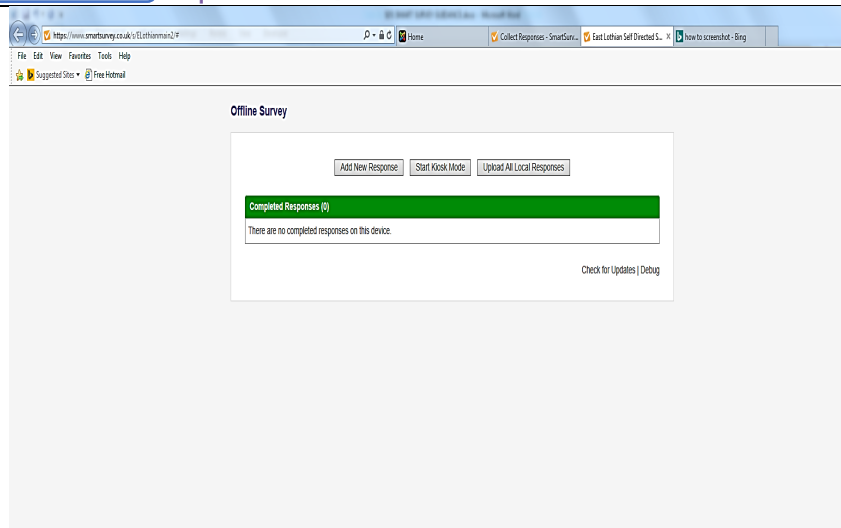 https://www.smartsurvey.co.uk/s/ELothianmain2/#
Home
Collect Responses - SmartSurv...
East Lothian Self Directed S... X
how to screenshot - Bing
File Edit View Favorites Tools Help
Suggested Sites Free Hotmail
Offline Survey
Add New Response Start Kiosk Mode Upload All Local Responses
Completed Responses (0)
There are no completed responses on this device.
Check for Updates | Debug